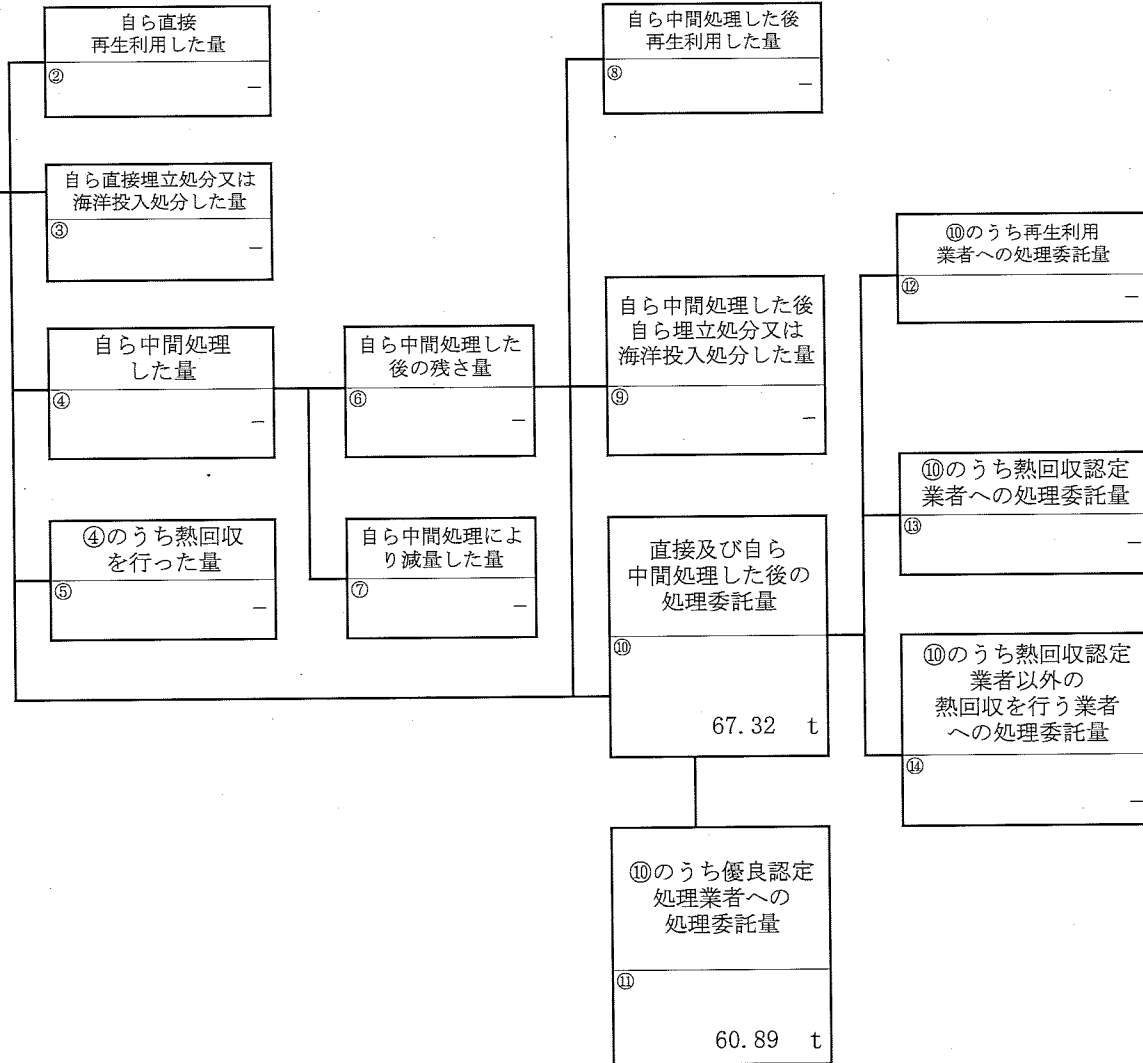 自ら直接
再生利用した量
②
－
自ら直接埋立処分又は
海洋投入処分した量
③
－
自ら中間処理
した量
④
－
④のうち熱回収
を行った量
⑤
－
自ら中間処理した
後の残さ量
⑥
－
自ら中間処理によ
り減量した量
⑦
－
自ら中間処理した後
再生利用した量
⑧
－
自ら中間処理した後
自ら埋立処分又は
海洋投入処分した量
⑨
－
直接及び自ら
中間処理した後の
処理委託量
⑩
67.32 t
⑩のうち優良認定
処理業者への
処理委託量
⑪
60.89 t
⑩のうち再生利用
業者への処理委託量
⑫
－
⑩のうち熱回収認定
業者への処理委託量
⑬
－
⑩のうち熱回収認定
業者以外の
熱回収を行う業者
への処理委託量
⑭
－